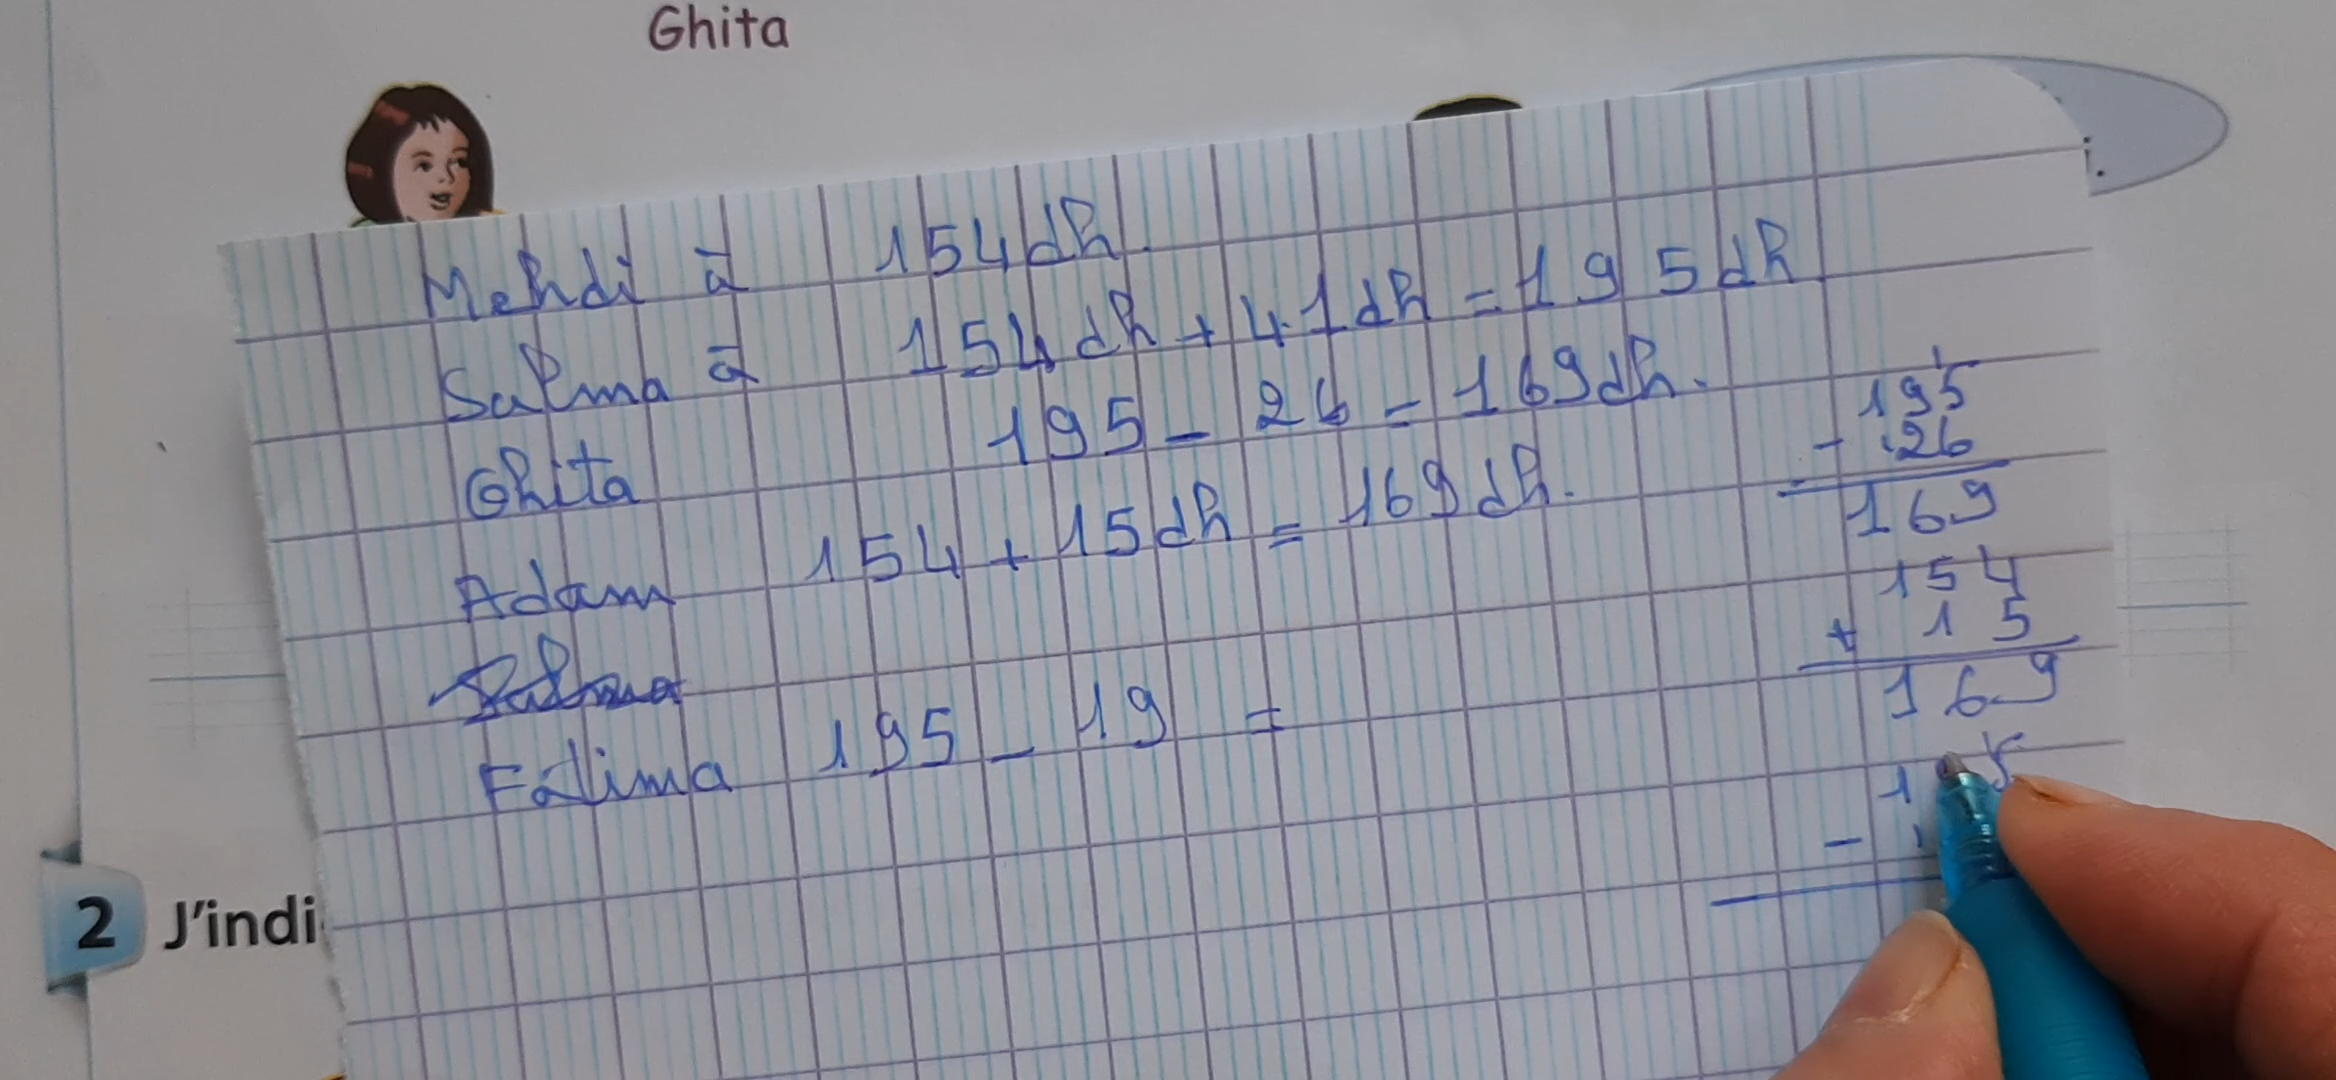 Ghita
Mehdi à 154dh.
Salma à 154dh + 41dh = 195dh
Ghita 195 - 26 = 169dh.
Adam 154 + 15dh = 169dh.
Fatima 195 - 19 =
195
- 26
169
154
+ 15
169
2 J'indi